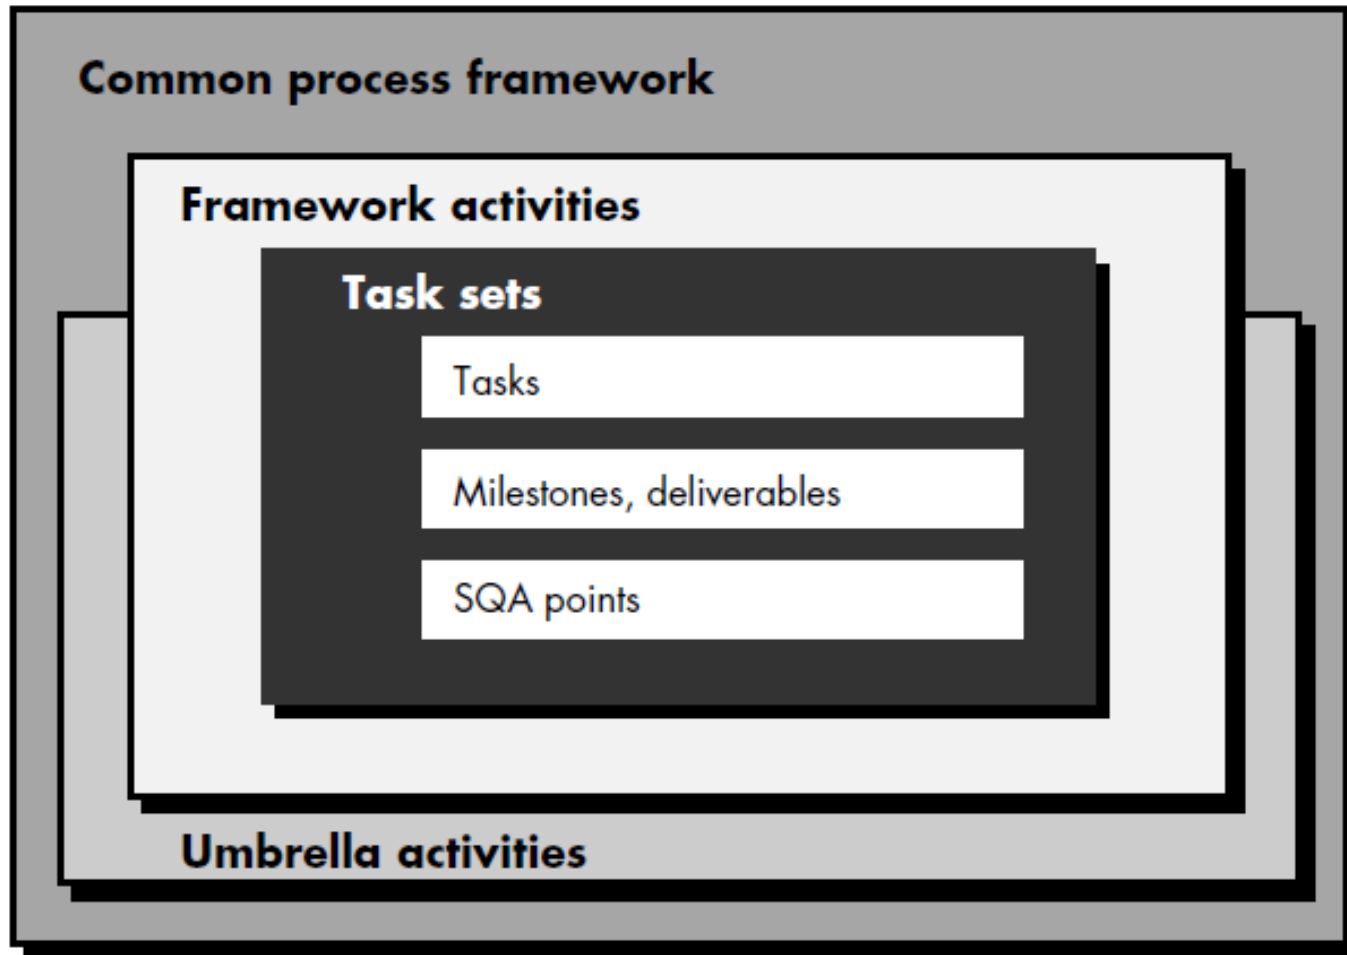 Common process framework
Framework activities
Task sets
Tasks
Milestones, deliverables
SQA points
Umbrella activities